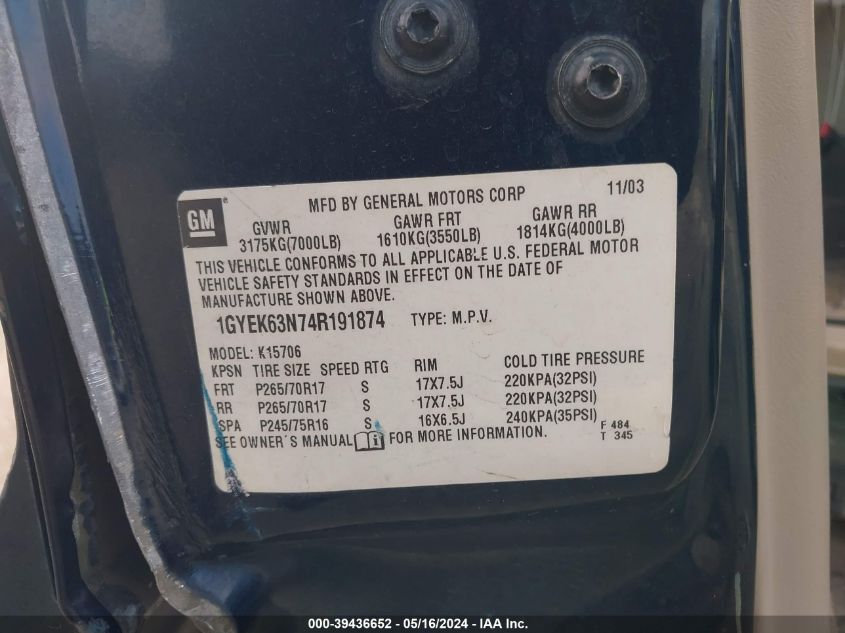 MFD BY GENERAL MOTORS CORP 11/03
GM
GVWR GAWR FRT GAWR RR
3175KG(7000LB) 1610KG(3550LB) 1814KG(4000LB)
THIS VEHICLE CONFORMS TO ALL APPLICABLE U.S. FEDERAL MOTOR
VEHICLE SAFETY STANDARDS IN EFFECT ON THE DATE OF
MANUFACTURE SHOWN ABOVE.
1GYEK63N74R191874 TYPE: M.P.V.
MODEL: K15706
KPSN TIRE SIZE SPEED RTG RIM COLD TIRE PRESSURE
FRT P265/70R17 S 17X7.5J 220KPA(32PSI)
RR P265/70R17 S 17X7.5J 220KPA(32PSI)
SPA P245/75R16 S 16X6.5J 240KPA(35PSI)
SEE OWNER'S MANUAL FOR MORE INFORMATION.
F 484
T 345
000-39436652 - 05/16/2024 - IAA Inc.